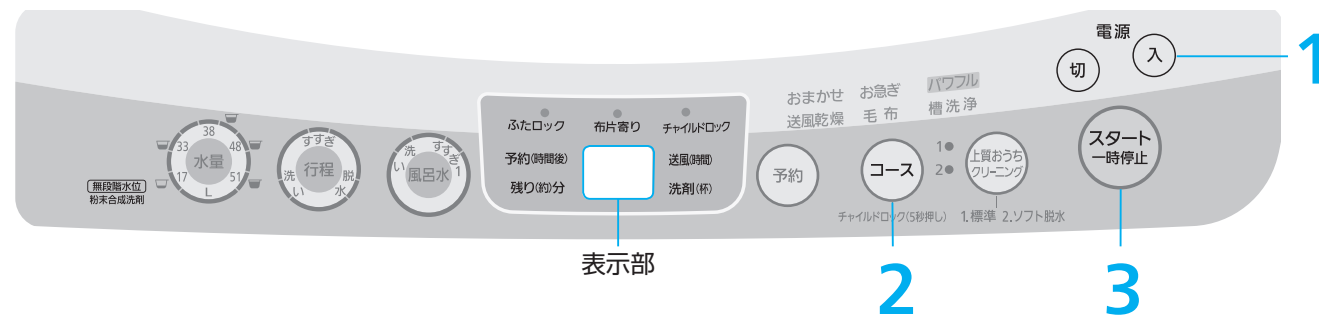 電源
切
入
1
おまかせ お急ぎ パワフル
送風乾燥 毛布 槽洗浄
ふたロック 布片寄り チャイルドロック
予約(時間後) 送風(時間)
残り(約)分 洗剤(杯)
38
33 48
水量
17 51
L
無段階水位
粉末合成洗剤
すすぎ
行程
洗い 脱水
洗い すすぎ1
風呂水
予約
コース
1
2
上質おうち
クリーニング
スタート
一時停止
チャイルドロック(5秒押し) 1.標準 2.ソフト脱水
表示部
2
3